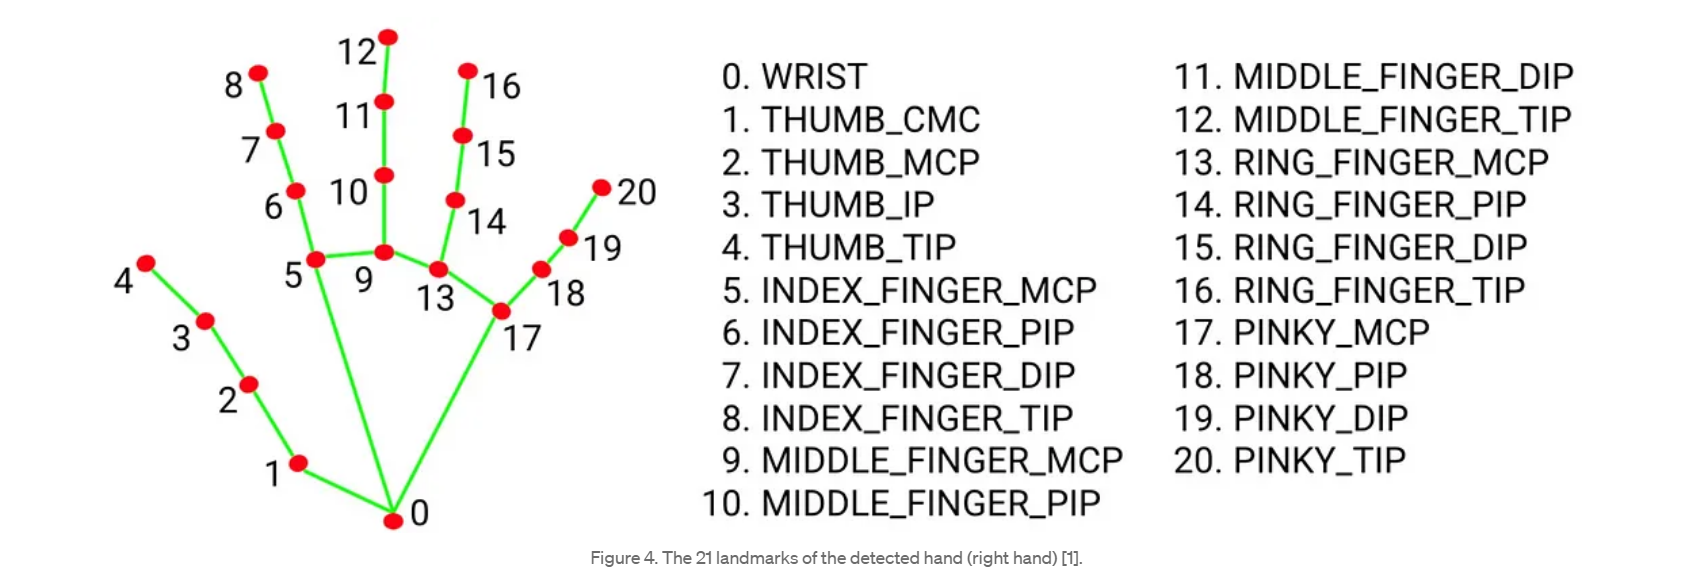 12
8
16
11
7
15
10
6
20
14
19
4
5
9
18
13
3
17
2
1
0
0. WRIST
1. THUMB_CMC
2. THUMB_MCP
3. THUMB_IP
4. THUMB_TIP
5. INDEX_FINGER_MCP
6. INDEX_FINGER_PIP
7. INDEX_FINGER_DIP
8. INDEX_FINGER_TIP
9. MIDDLE_FINGER_MCP
10. MIDDLE_FINGER_PIP
11. MIDDLE_FINGER_DIP
12. MIDDLE_FINGER_TIP
13. RING_FINGER_MCP
14. RING_FINGER_PIP
15. RING_FINGER_DIP
16. RING_FINGER_TIP
17. PINKY_MCP
18. PINKY_PIP
19. PINKY_DIP
20. PINKY_TIP
Figure 4. The 21 landmarks of the detected hand (right hand) [1].